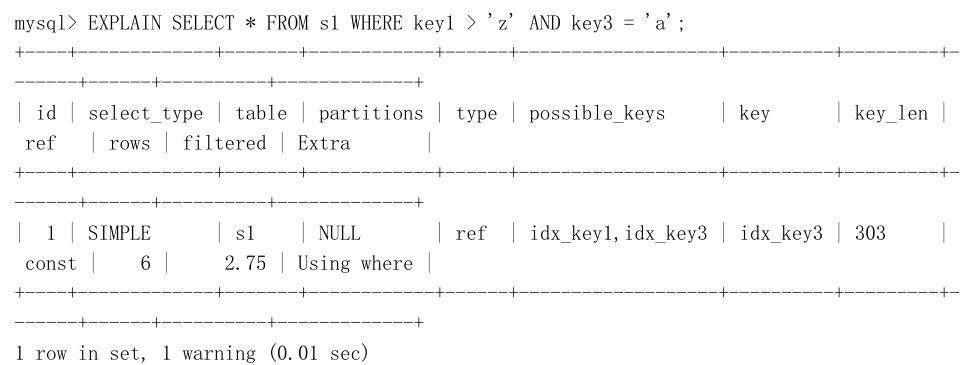 mysql> EXPLAIN SELECT * FROM s1 WHERE key1 > 'z' AND key3 = 'a';
+----+-------------+-------+------------+------+-------------------+----------+---------+-
------+------+----------+-------------+
| id | select_type | table | partitions | type | possible_keys     | key      | key_len |
 ref   | rows | filtered | Extra       |
+----+-------------+-------+------------+------+-------------------+----------+---------+-
------+------+----------+-------------+
|  1 | SIMPLE      | s1    | NULL       | ref  | idx_key1,idx_key3 | idx_key3 | 303     |
 const |    6 |     2.75 | Using where |
+----+-------------+-------+------------+------+-------------------+----------+---------+-
------+------+----------+-------------+
1 row in set, 1 warning (0.01 sec)